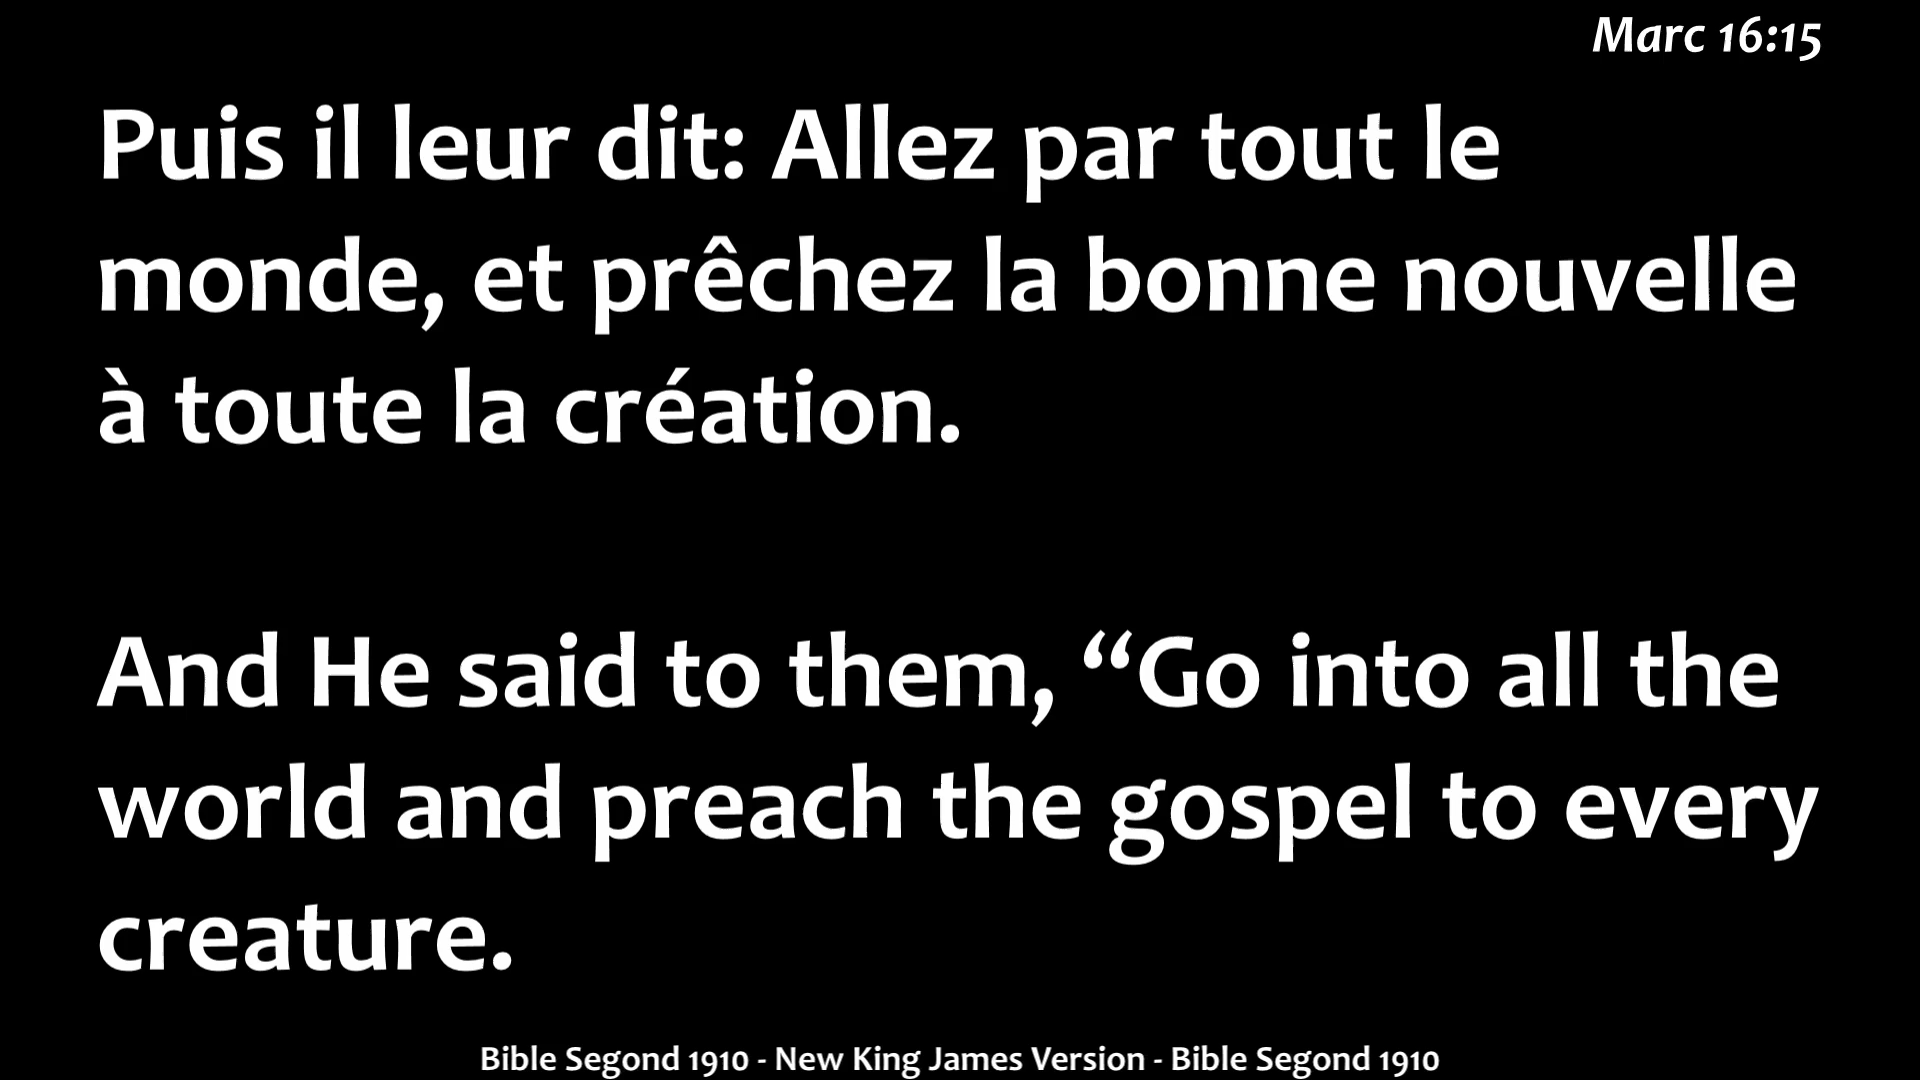 Marc 16:15
Puis il leur dit: Allez par tout le
monde, et prêchez la bonne nouvelle
à toute la création.
And He said to them, “Go into all the
world and preach the gospel to every
creature.
Bible Segond 1910 - New King James Version - Bible Segond 1910